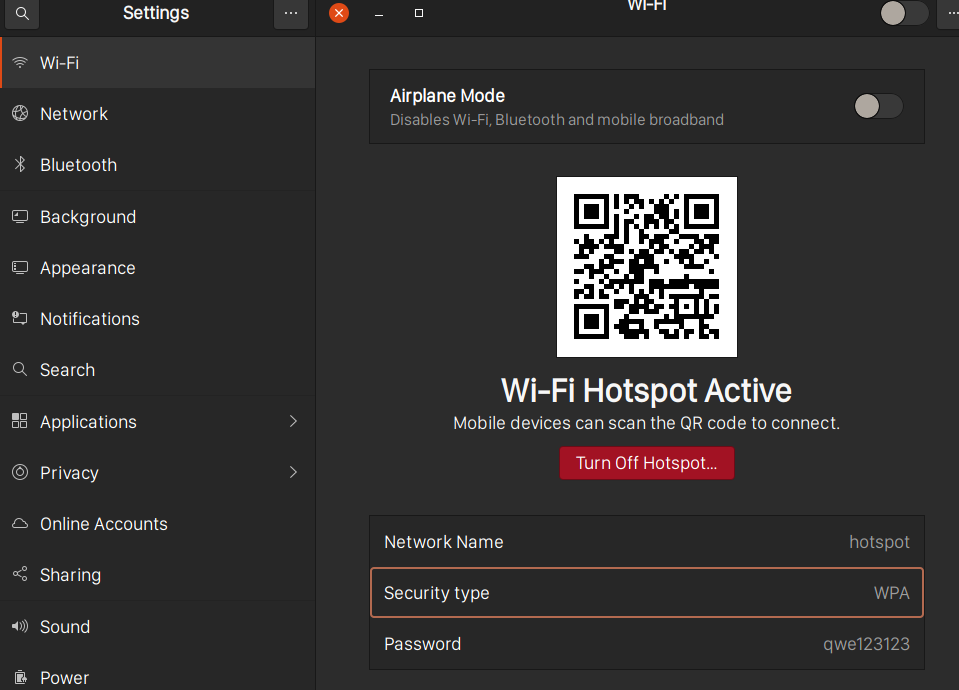 Settings
Wi-Fi
Wi-Fi
Network
Bluetooth
Background
Appearance
Notifications
Search
Applications
Privacy
Online Accounts
Sharing
Sound
Power
Airplane Mode
Disables Wi-Fi, Bluetooth and mobile broadband
Wi-Fi Hotspot Active
Mobile devices can scan the QR code to connect.
Turn Off Hotspot...
Network Name hotspot
Security type WPA
Password qwe123123